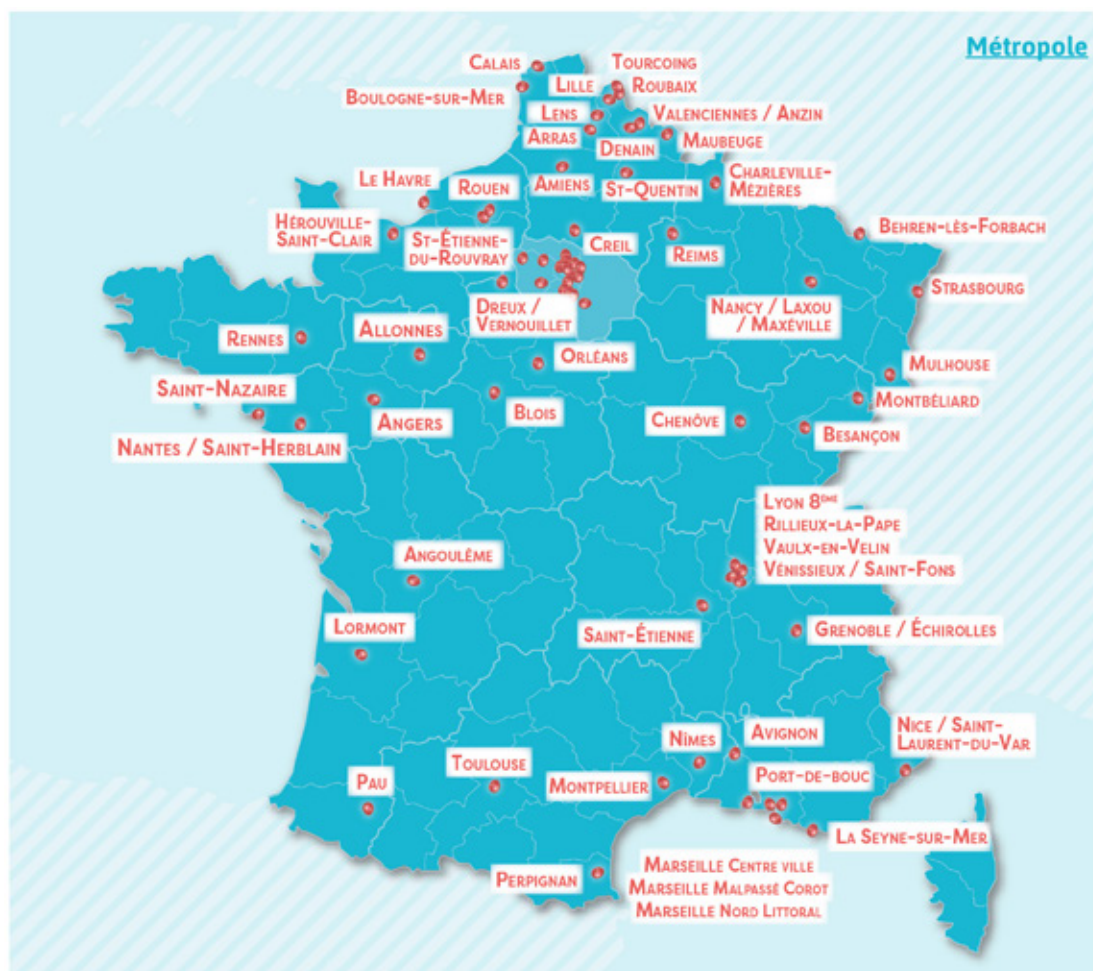 Métropole
Calais
Tourcoing
Lille
Roubaix
Boulogne-sur-Mer
Lens
Valenciennes / Anzin
Arras
Denain
Maubeuge
Amiens
St-Quentin
Charleville-
Mézières
Le Havre
Rouen
Hérouville-
Saint-Clair
St-Étienne-
du-Rouvray
Creil
Reims
Behren-lès-Forbach
Strasbourg
Dreux /
Vernouillet
Nancy / Laxou
/ Maxéville
Rennes
Allonnes
Orléans
Mulhouse
Saint-Nazaire
Montbéliard
Angers
Blois
Chenôve
Besançon
Nantes / Saint-Herblain
Lyon 8ème
Rillieux-la-Pape
Vaulx-en-Velin
Vénissieux / Saint-Fons
Angoulême
Lormont
Saint-Étienne
Grenoble / Échirolles
Nîmes
Avignon
Nice / Saint-
Laurent-du-Var
Pau
Toulouse
Montpellier
Port-de-bouc
La Seyne-sur-Mer
Perpignan
Marseille Centre ville
Marseille Malpassé Corot
Marseille Nord Littoral